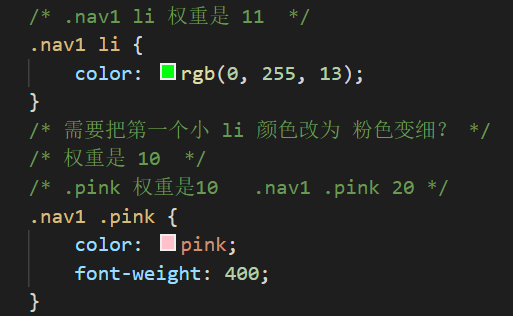 /* .nav1 li 权重是 11  */
.nav1 li {
    color: rgb(0, 255, 13);
}
/* 需要把第一个小 li 颜色改为 粉色变细? */
/* 权重是 10  */
/* .pink 权重是10   .nav1 .pink 20 */
.nav1 .pink {
    color: pink;
    font-weight: 400;
}